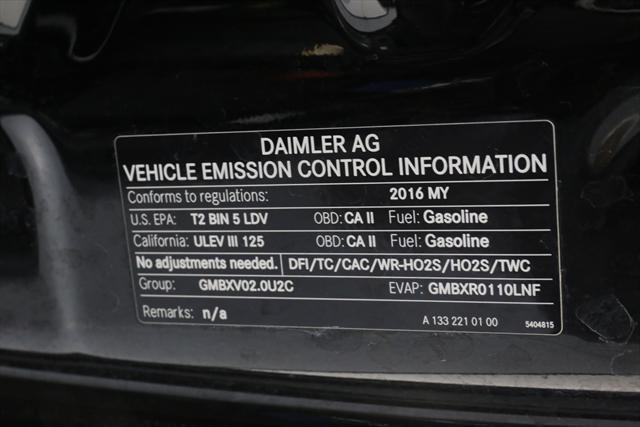 DAIMLER AG
VEHICLE EMISSION CONTROL INFORMATION
Conforms to regulations: 2016 MY
U.S. EPA: T2 BIN 5 LDV OBD: CA II Fuel: Gasoline
California: ULEV III 125 OBD: CA II Fuel: Gasoline
No adjustments needed. DFI/TC/CAC/WR-HO2S/HO2S/TWC
Group: GMBXV02.0U2C EVAP: GMBXR0110LNF
Remarks: n/a A 133 221 01 00 5404815